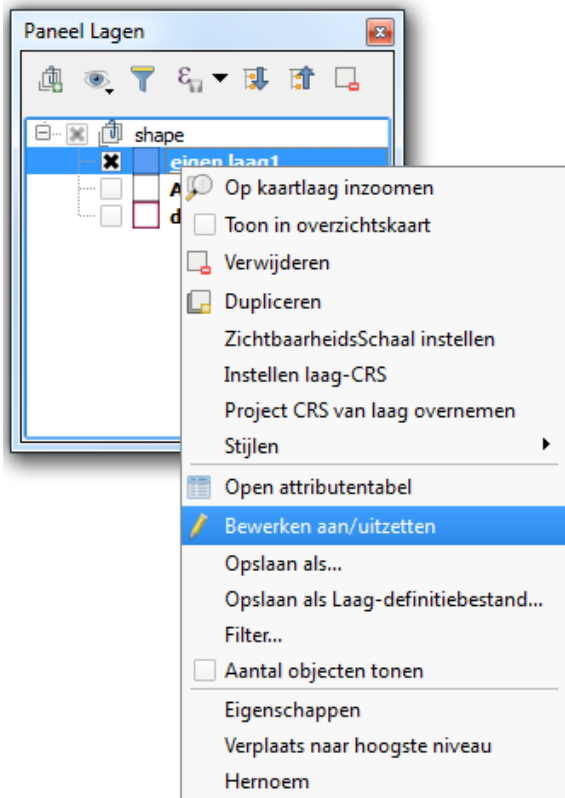 Paneel Lagen
shape
eigen laag1
A
d
Op kaartlaag inzoomen
Toon in overzichtskaart
Verwijderen
Dupliceren
ZichtbaarheidsSchaal instellen
Instellen laag-CRS
Project CRS van laag overnemen
Stijlen
Open attributentabel
Bewerken aan/uitzetten
Opslaan als...
Opslaan als Laag-definitiebestand...
Filter...
Aantal objecten tonen
Eigenschappen
Verplaats naar hoogste niveau
Hernoem